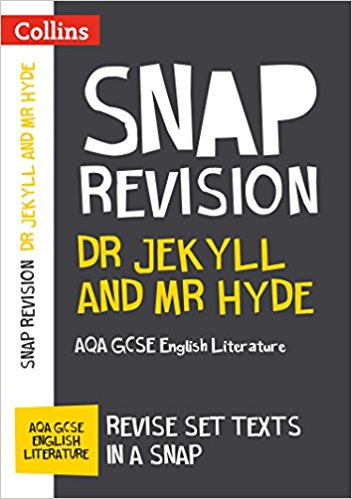 Collins
SNAP
REVISION
DR JEKYLL
AND MR HYDE
AQA GCSE English Literature
REVISE SET TEXTS
IN A SNAP
SNAP REVISION DR JEKYLL AND MR HYDE
AQA GCSE
ENGLISH
LITERATURE